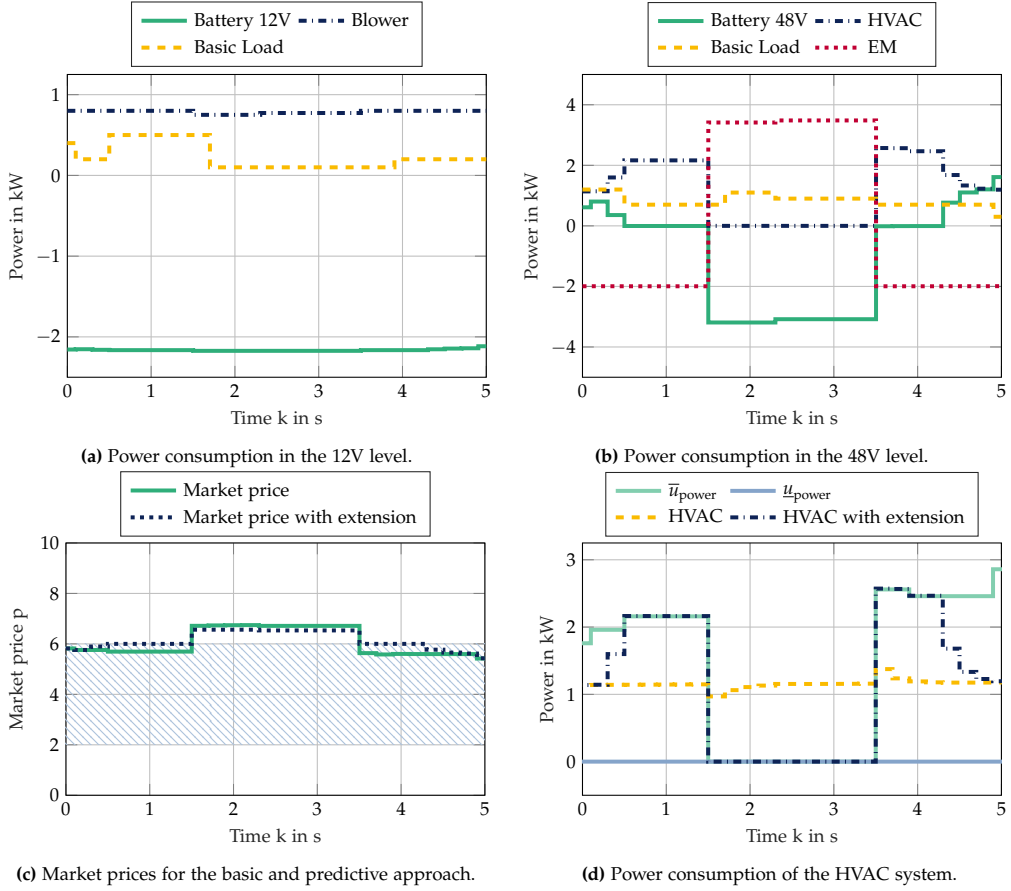 Battery 12V Blower
Basic Load
1
0
−1
−2
Power in kW
0 1 2 3 4 5
Time k in s
(a) Power consumption in the 12V level.
Battery 48V HVAC
Basic Load EM
4
2
0
−2
−4
Power in kW
0 1 2 3 4 5
Time k in s
(b) Power consumption in the 48V level.
Market price
Market price with extension
10
8
6
4
2
0
Market price p
0 1 2 3 4 5
Time k in s
(c) Market prices for the basic and predictive approach.
u̅power u̲power
HVAC HVAC with extension
3
2
1
0
Power in kW
0 1 2 3 4 5
Time k in s
(d) Power consumption of the HVAC system.